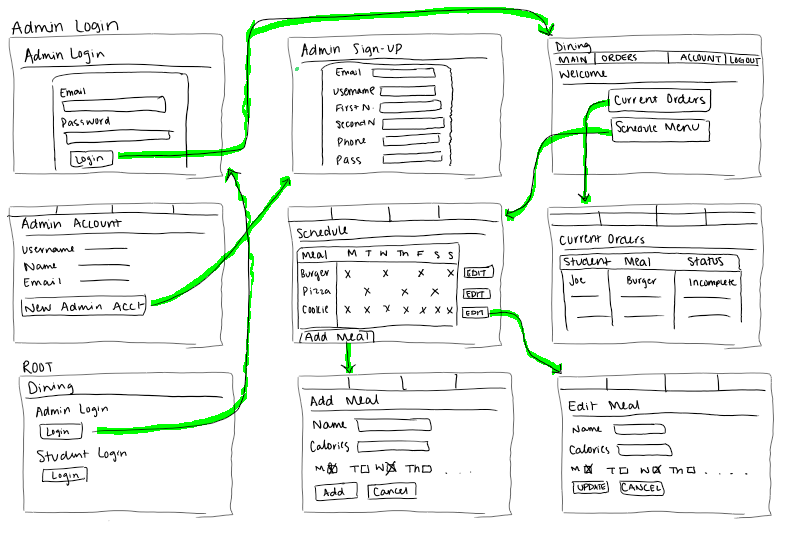 Admin Login
Admin Login
Email
Password
Login
Admin Sign-up
Email
Username
First N.
Second N
Phone
Pass
Dining
MAIN ORDERS ACCOUNT LOGOUT
Welcome
Current Orders
Schedule Menu
Admin Account
Username
Name
Email
New Admin Acct
Schedule
Meal M T W Th F S S
Burger X X X X EDIT
Pizza X X X EDIT
Cookie X X X X X X X EDIT
Add Meal
Current Orders
Student Meal Status
Joe Burger Incomplete
ROOT
Dining
Admin Login
Login
Student Login
Login
Add Meal
Name
Calories
M T W Th . . . .
Add Cancel
Edit Meal
Name
Calories
M T W Th . . . . .
UPDATE CANCEL